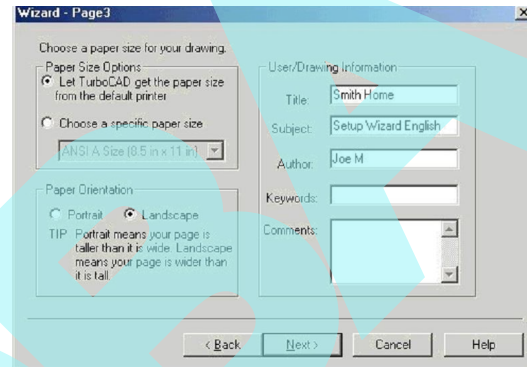 Wizard - Page3
Choose a paper size for your drawing.
Paper Size Options
Let TurboCAD get the paper size
from the default printer
Choose a specific paper size
ANSI A Size (8.5 in x 11 in)
Paper Orientation
Portrait Landscape
TIP Portrait means your page is
taller than it is wide. Landscape
means your page is wider than
it is tall.
User/Drawing Information
Title: Smith Home
Subject: Setup Wizard English
Author: Joe M
Keywords:
Comments:
< Back Next > Cancel Help